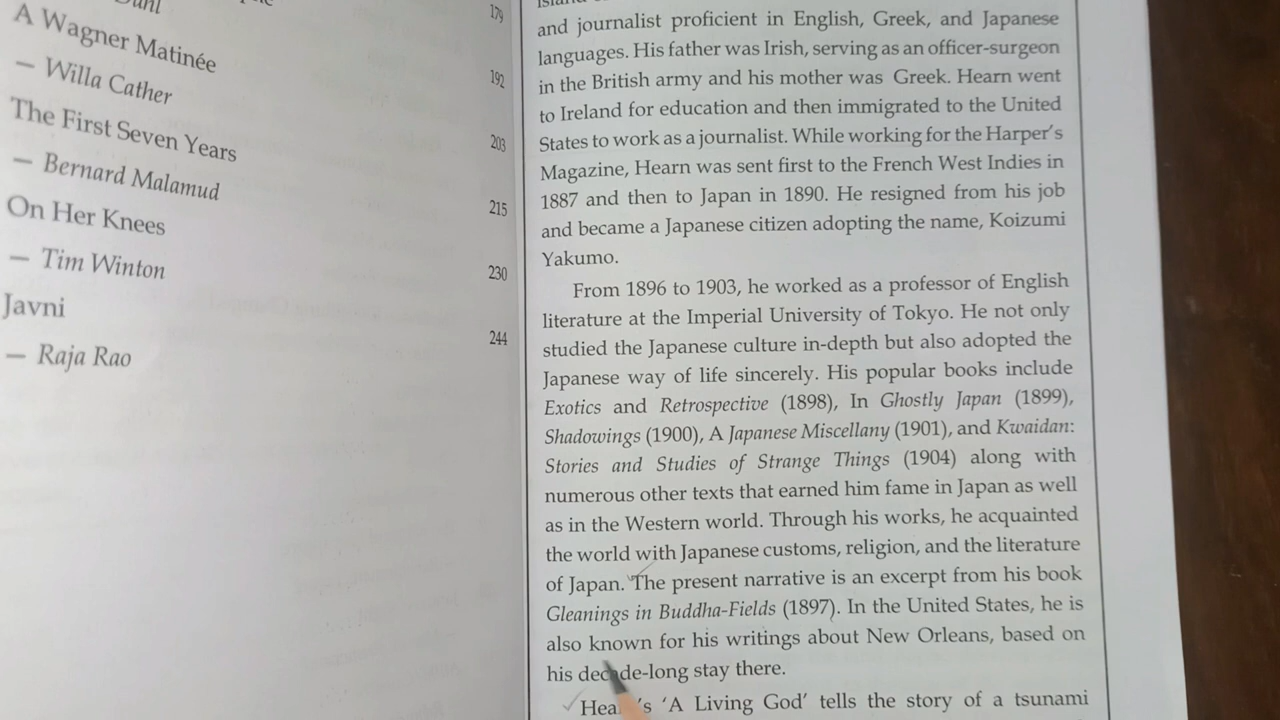 179
A Wagner Matinée
— Willa Cather
192
The First Seven Years
— Bernard Malamud
203
On Her Knees
215
— Tim Winton
230
Javni
— Raja Rao
244
and journalist proficient in English, Greek, and Japanese
languages. His father was Irish, serving as an officer-surgeon
in the British army and his mother was Greek. Hearn went
to Ireland for education and then immigrated to the United
States to work as a journalist. While working for the Harper's
Magazine, Hearn was sent first to the French West Indies in
1887 and then to Japan in 1890. He resigned from his job
and became a Japanese citizen adopting the name, Koizumi
Yakumo.
From 1896 to 1903, he worked as a professor of English
literature at the Imperial University of Tokyo. He not only
studied the Japanese culture in-depth but also adopted the
Japanese way of life sincerely. His popular books include
Exotics and Retrospective (1898), In Ghostly Japan (1899),
Shadowings (1900), A Japanese Miscellany (1901), and Kwaidan:
Stories and Studies of Strange Things (1904) along with
numerous other texts that earned him fame in Japan as well
as in the Western world. Through his works, he acquainted
the world with Japanese customs, religion, and the literature
of Japan. The present narrative is an excerpt from his book
Gleanings in Buddha-Fields (1897). In the United States, he is
also known for his writings about New Orleans, based on
his decade-long stay there.
'A Living God' tells the story of a tsunami